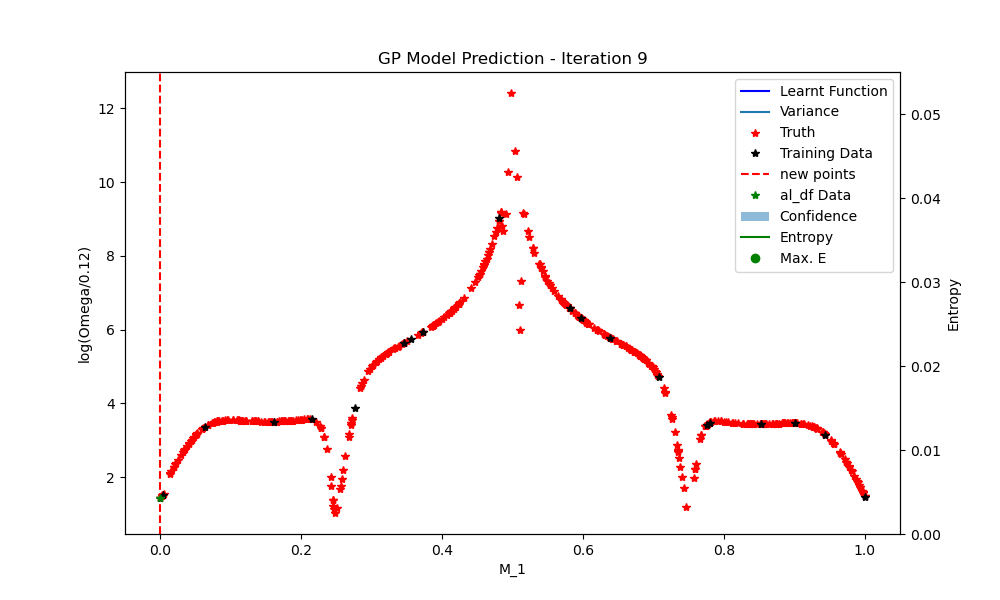 GP Model Prediction - Iteration 9
log(Omega/0.12)
12
10
8
6
4
2
0.0
0.2
0.4
0.6
0.8
1.0
M_1
0.05
0.04
0.03
0.02
0.01
0.00
Entropy
Learnt Function
Variance
Truth
Training Data
new points
al_df Data
Confidence
Entropy
Max. E